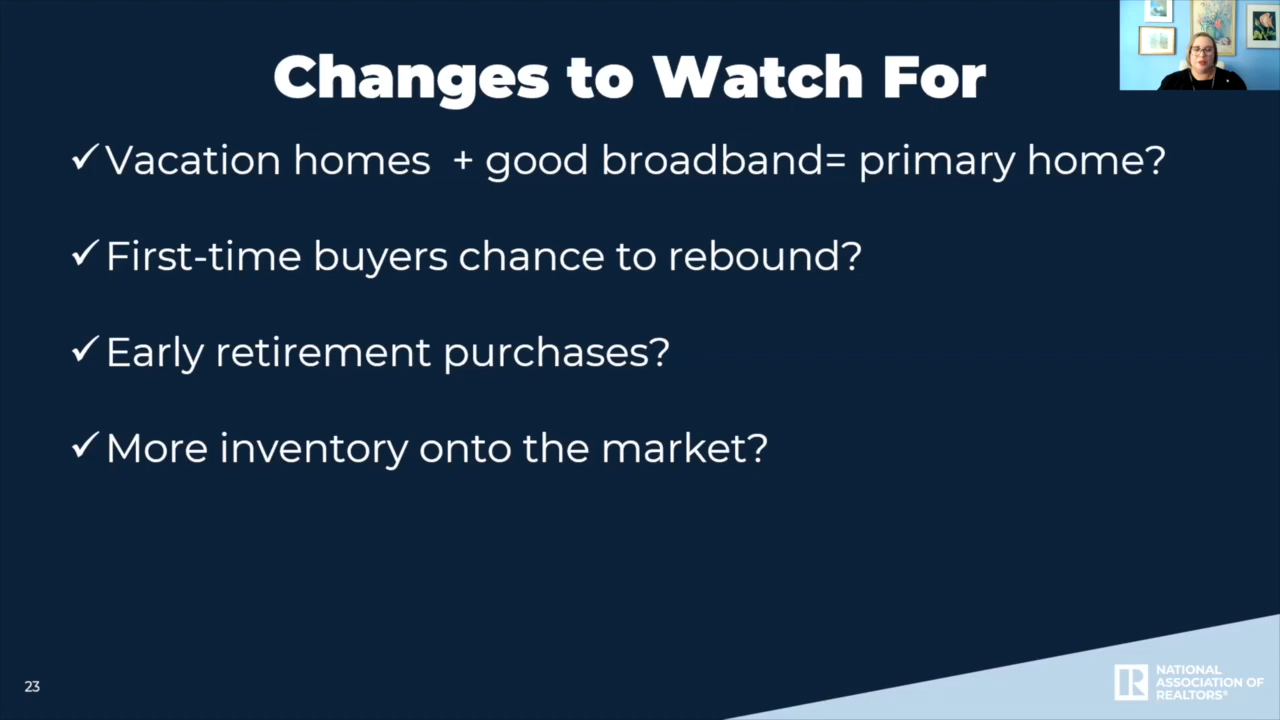 Changes to Watch For
✓Vacation homes  + good broadband= primary home?
✓First-time buyers chance to rebound?
✓Early retirement purchases?
✓More inventory onto the market?
23
NATIONAL
ASSOCIATION OF
REALTORS®